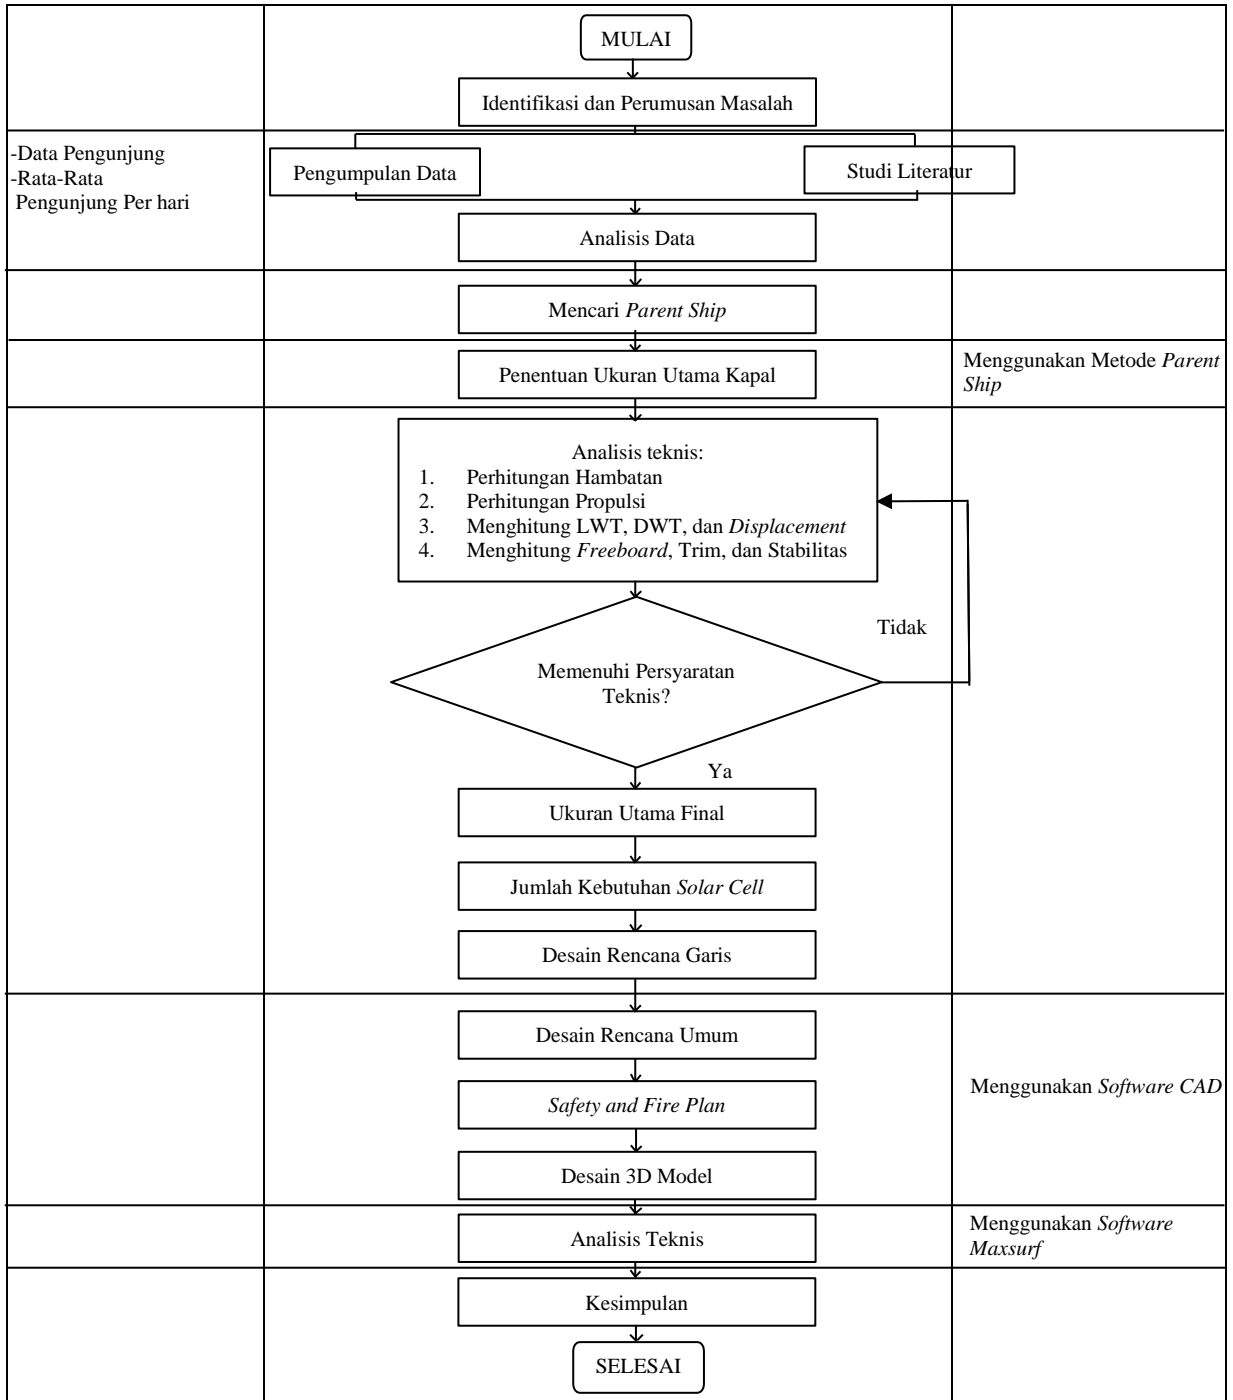 MULAI
Identifikasi dan Perumusan Masalah
-Data Pengunjung
-Rata-Rata
Pengunjung Per hari
Pengumpulan Data
Studi Literatur
Analisis Data
Mencari Parent Ship
Penentuan Ukuran Utama Kapal
Menggunakan Metode Parent
Ship
Analisis teknis:
1. Perhitungan Hambatan
2. Perhitungan Propulsi
3. Menghitung LWT, DWT, dan Displacement
4. Menghitung Freeboard, Trim, dan Stabilitas
Tidak
Memenuhi Persyaratan
Teknis?
Ya
Ukuran Utama Final
Jumlah Kebutuhan Solar Cell
Desain Rencana Garis
Desain Rencana Umum
Safety and Fire Plan
Menggunakan Software CAD
Desain 3D Model
Analisis Teknis
Menggunakan Software
Maxsurf
Kesimpulan
SELESAI